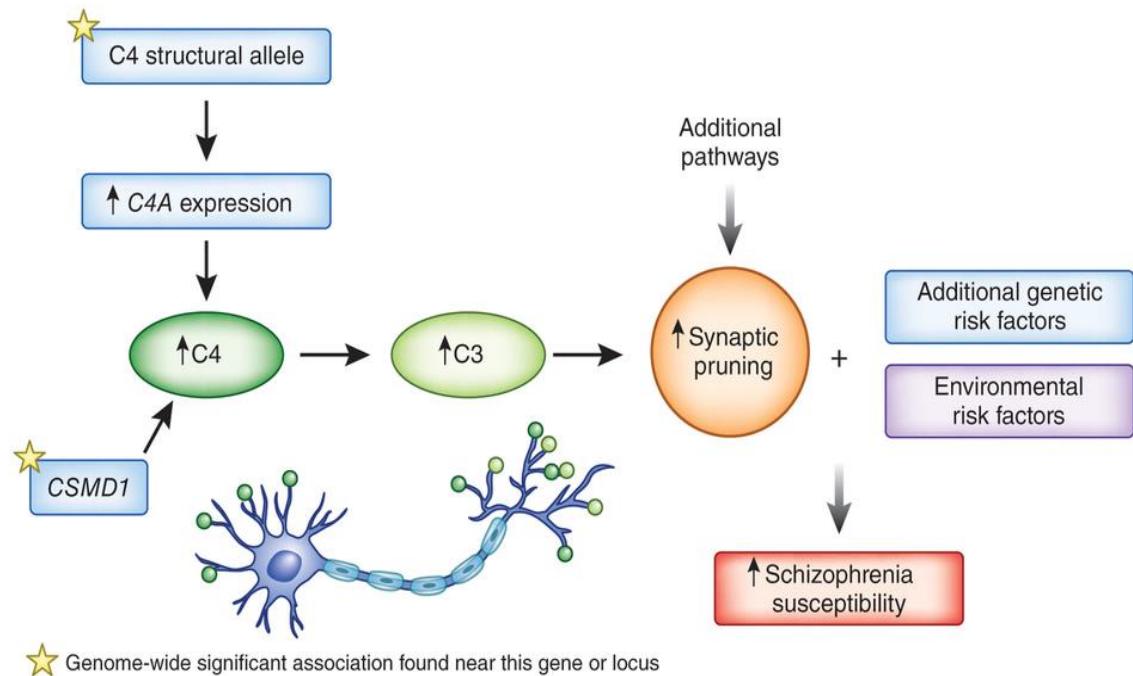 C4 structural allele
↑ C4A expression
↑C4
↑C3
CSMD1
Additional
pathways
↑Synaptic
pruning
+
Additional genetic
risk factors
Environmental
risk factors
↑Schizophrenia
susceptibility
Genome-wide significant association found near this gene or locus